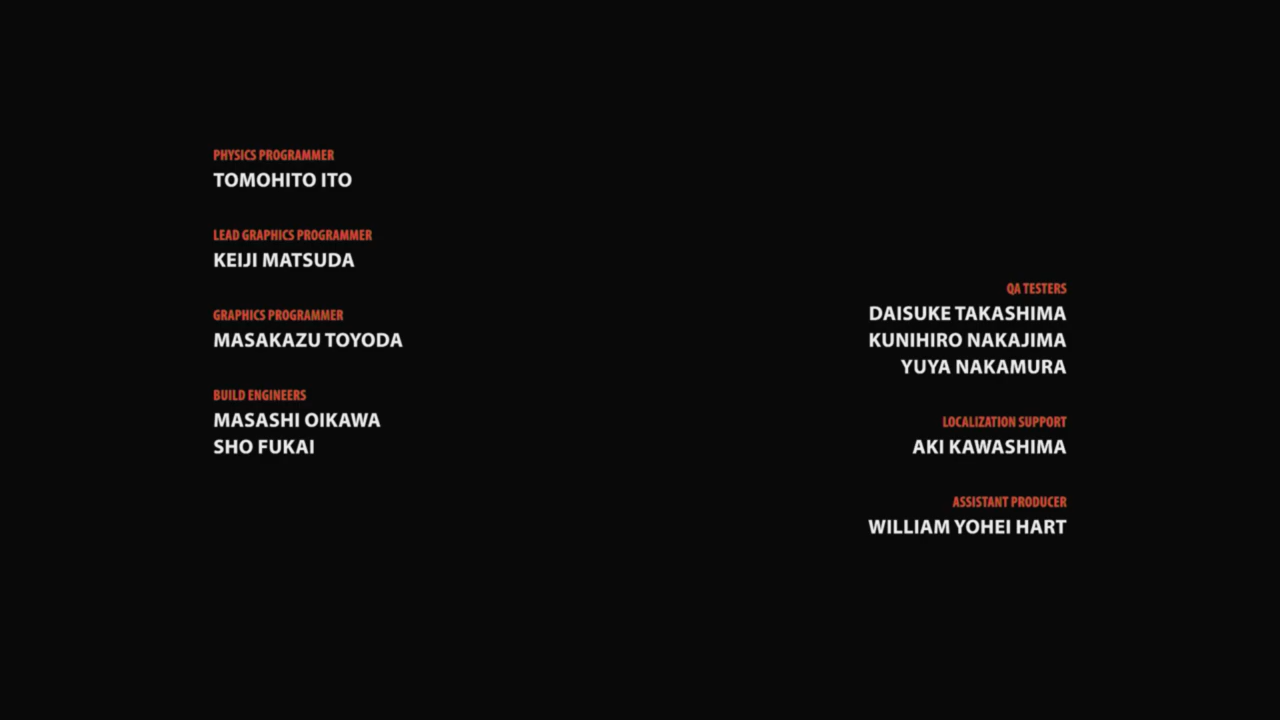 PHYSICS PROGRAMMER
TOMOHITO ITO
LEAD GRAPHICS PROGRAMMER
KEIJI MATSUDA
GRAPHICS PROGRAMMER
MASAKAZU TOYODA
BUILD ENGINEERS
MASASHI OIKAWA
SHO FUKAI
QA TESTERS
DAISUKE TAKASHIMA
KUNIHIRO NAKAJIMA
YUYA NAKAMURA
LOCALIZATION SUPPORT
AKI KAWASHIMA
ASSISTANT PRODUCER
WILLIAM YOHEI HART